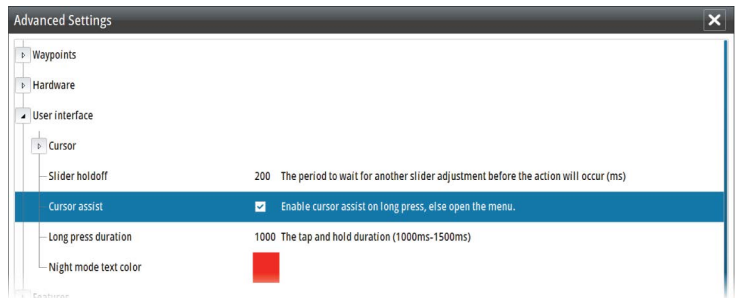 Advanced Settings
Waypoints
Hardware
User interface
Cursor
Slider holdoff 200 The period to wait for another slider adjustment before the action will occur (ms)
Cursor assist Enable cursor assist on long press, else open the menu.
Long press duration 1000 The tap and hold duration (1000ms-1500ms)
Night mode text color
Features